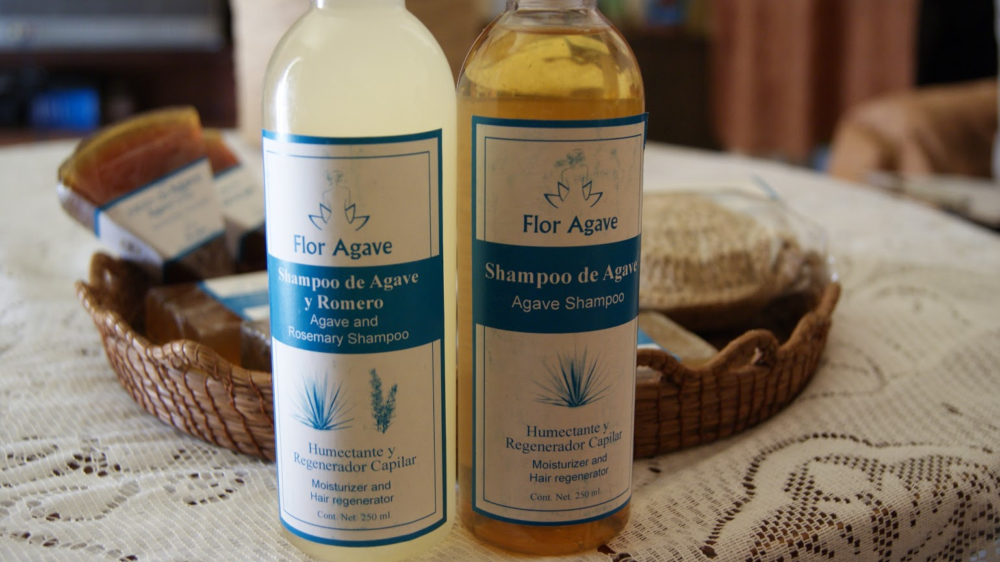 Flor Agave
Shampoo de Agave
y Romero
Agave and
Rosemary Shampoo
Humectante y
Regenerador Capilar
Moisturizer and
Hair regenerator
Cont. Net. 250 ml.
Flor Agave
Shampoo de Agave
Agave Shampoo
Humectante y
Regenerador Capilar
Moisturizer and
Hair regenerator
Cont. Net. 250 ml.